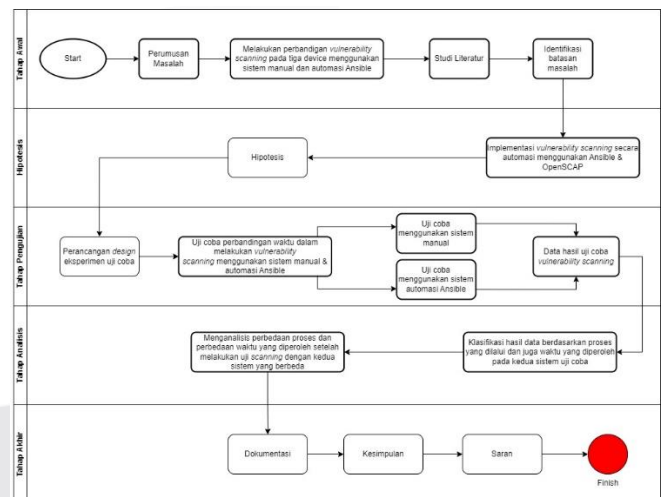 Tahap Awal
Start
Perumusan
Masalah
Melakukan perbandigan vulnerability
scanning pada tiga device menggunakan
sistem manual dan automasi Ansible
Studi Literatur
Identifikasi
batasan
masalah
Hipotesis
Implementasi vulnerability scanning secara
automasi menggunakan Ansible &
OpenSCAP
Hipotesis
Tahap Pengujian
Perancangan design
eksperimen uji coba
Uji coba perbandingan waktu dalam
melakukan vulnerability
scanning menggunakan sistem manual &
automasi Ansible
Uji coba
menggunakan sistem
manual
Uji coba
menggunakan sistem
automasi Ansible
Data hasil uji coba
vulnerability scanning
Tahap Analisis
Klasifikasi hasil data berdasarkan proses
yang dilalui dan juga waktu yang diperoleh
pada kedua sistem uji coba
Menganalisis perbedaan proses dan
perbedaan waktu yang diperoleh setelah
melakukan uji scanning dengan kedua
sistem yang berbeda
Tahap Akhir
Dokumentasi
Kesimpulan
Saran
Finish